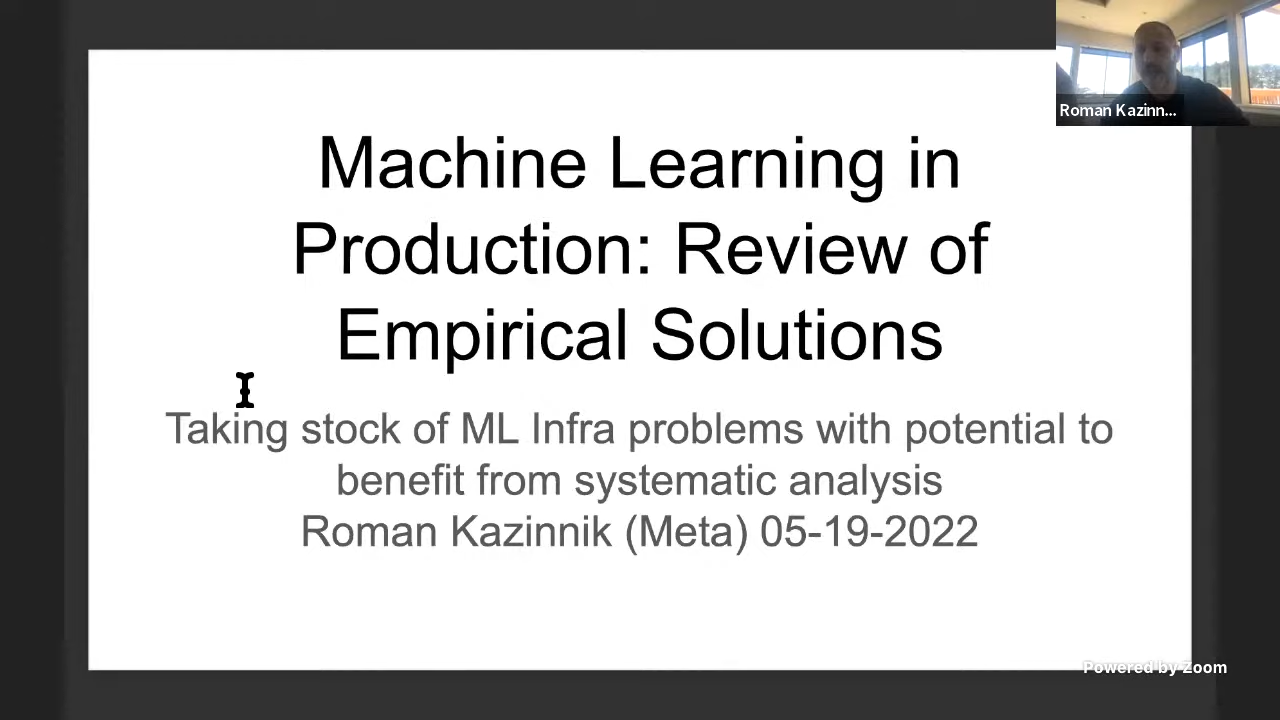 Roman Kazinn...
Machine Learning in
Production: Review of
Empirical Solutions
Taking stock of ML Infra problems with potential to
benefit from systematic analysis
Roman Kazinnik (Meta) 05-19-2022
Powered by Zoom